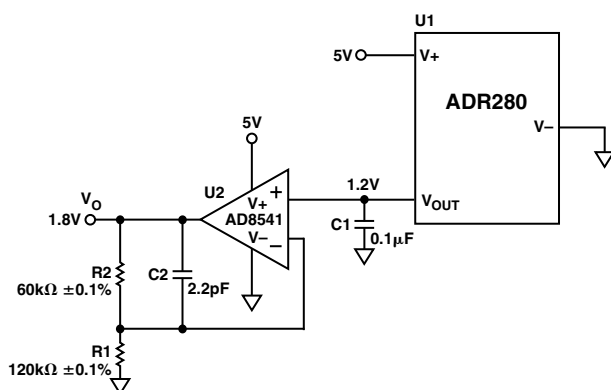 U1
5V
V+
ADR280
V–
VOUT
1.2V
C1
0.1µF
5V
U2
V+
+
AD8541
V–
–
VO
1.8V
R2
60kΩ ±0.1%
C2
2.2pF
R1
120kΩ ±0.1%